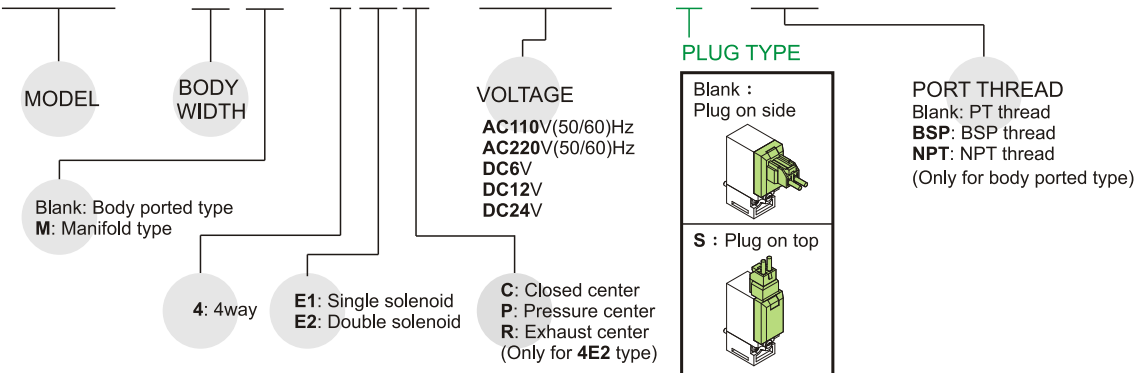 MODEL
BODY
WIDTH
Blank: Body ported type
M: Manifold type
4: 4way
E1: Single solenoid
E2: Double solenoid
C: Closed center
P: Pressure center
R: Exhaust center
(Only for 4E2 type)
VOLTAGE
AC110V(50/60)Hz
AC220V(50/60)Hz
DC6V
DC12V
DC24V
PLUG TYPE
Blank :
Plug on side
S : Plug on top
PORT THREAD
Blank: PT thread
BSP: BSP thread
NPT: NPT thread
(Only for body ported type)